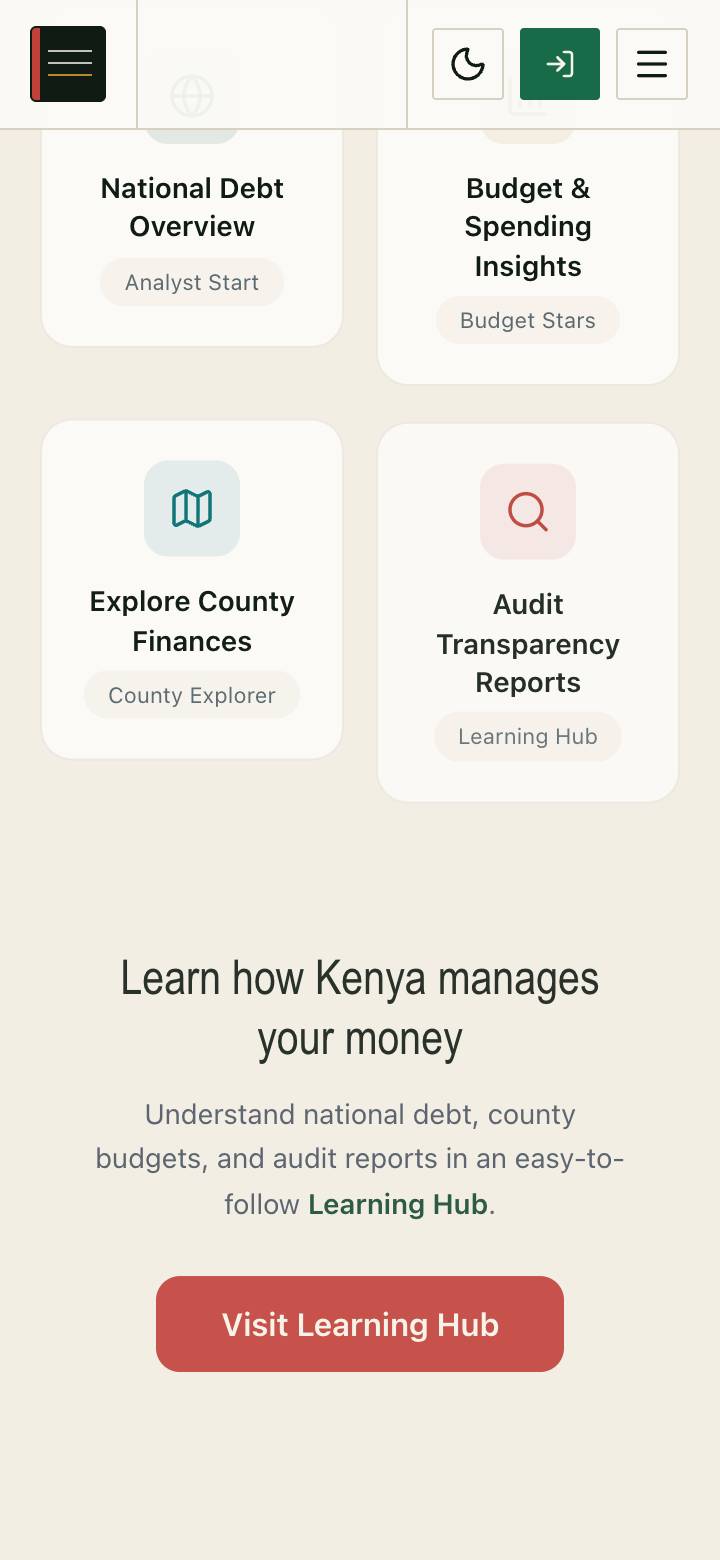 National Debt
Overview
Analyst Start
Budget &
Spending
Insights
Budget Stars
Explore County
Finances
County Explorer
Audit
Transparency
Reports
Learning Hub
Learn how Kenya manages
your money
Understand national debt, county
budgets, and audit reports in an easy-to-
follow Learning Hub.
Visit Learning Hub